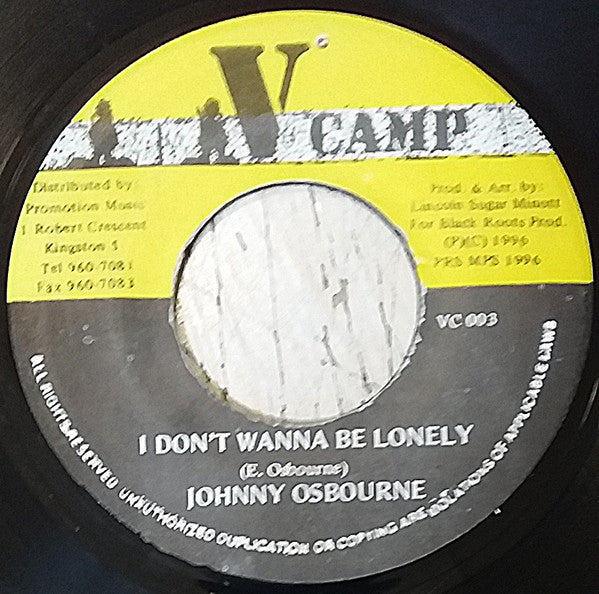 V
CAMP
Distributed by:
Promotion Music
1 Robert Crescent
Kingston 5
Tel 960-7081
Fax 960-7083
Prod. & Arr. by:
Lincoln Sugar Minott
For Black Roots Prod.
(P)(C) 1996
PRS MPS 1996
VC 003
I DON'T WANNA BE LONELY
(E. Osbourne)
JOHNNY OSBOURNE
ALL RIGHTS RESERVED UNAUTHORIZED DUPLICATION OR COPYING ARE VIOLATIONS OF APPLICABLE LAWS